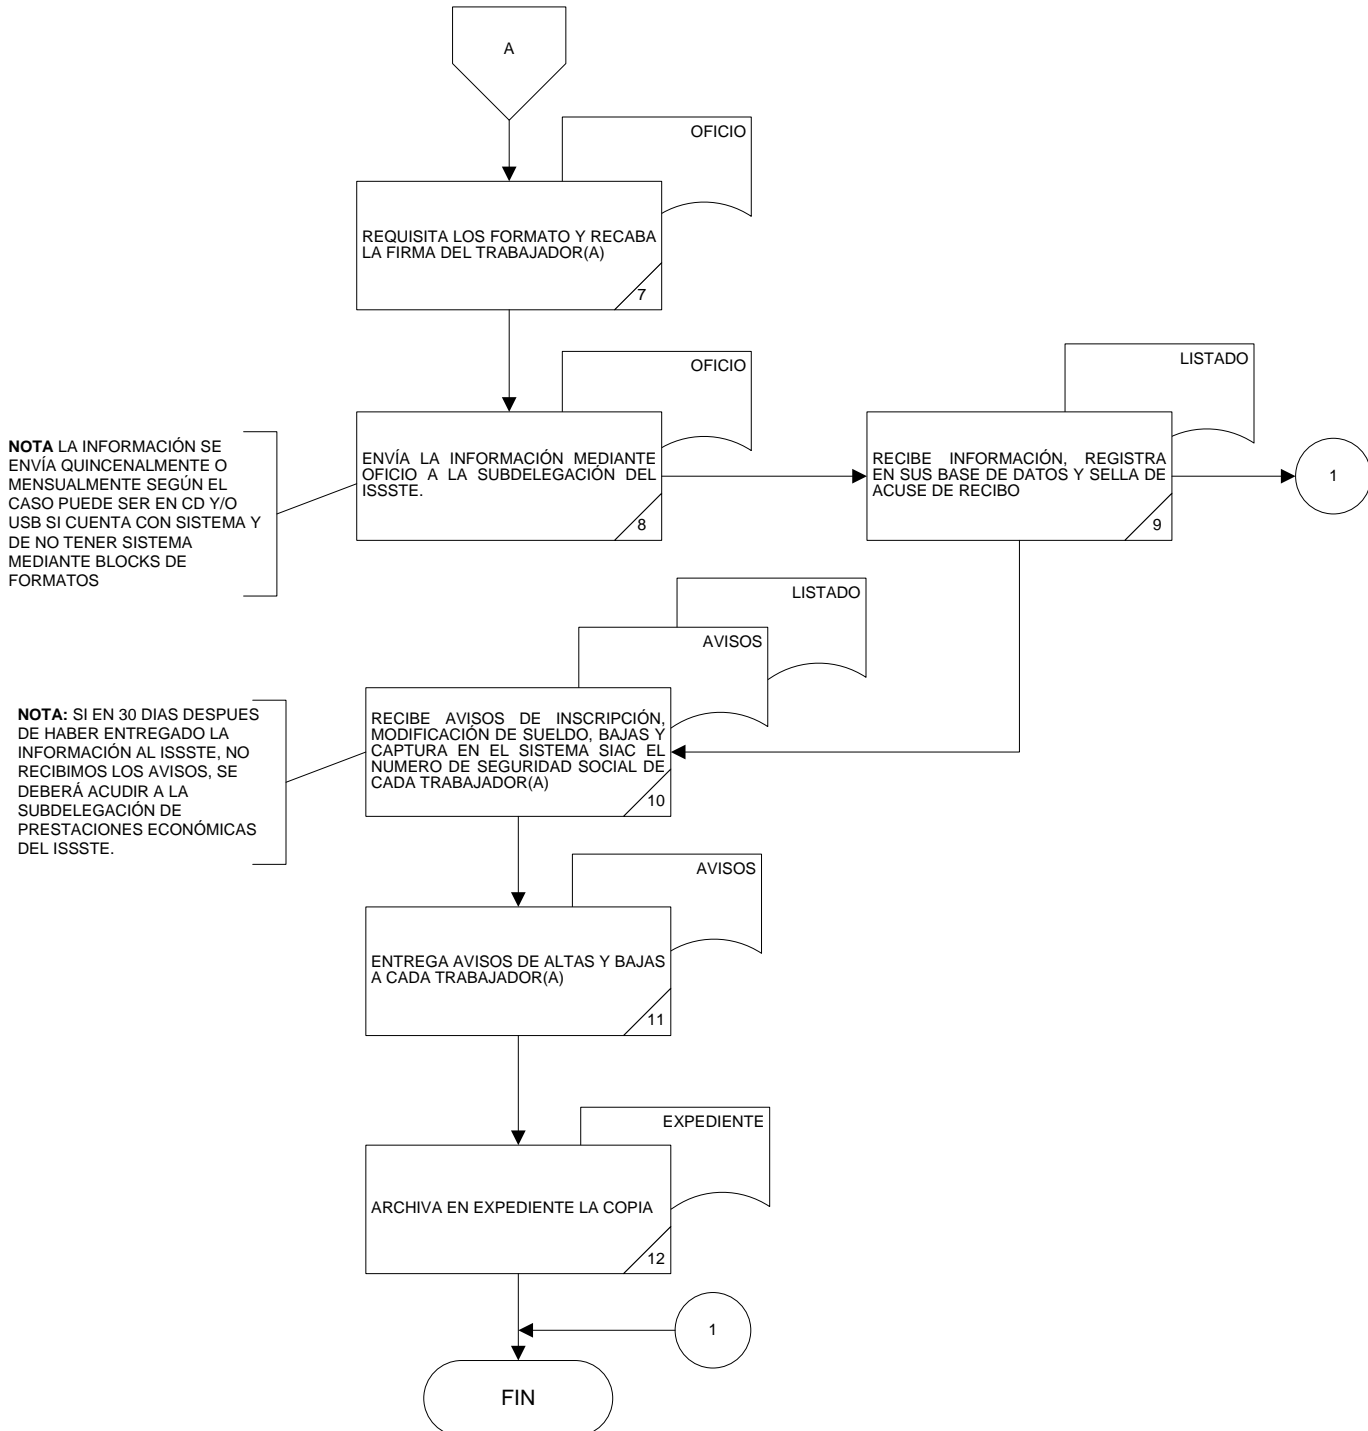 A
OFICIO
REQUISITA LOS FORMATO Y RECABA
LA FIRMA DEL TRABAJADOR(A)
7
OFICIO
ENVÍA LA INFORMACIÓN MEDIANTE
OFICIO A LA SUBDELEGACIÓN DEL
ISSSTE.
8
NOTA LA INFORMACIÓN SE
ENVÍA QUINCENALMENTE O
MENSUALMENTE SEGÚN EL
CASO PUEDE SER EN CD Y/O
USB SI CUENTA CON SISTEMA Y
DE NO TENER SISTEMA
MEDIANTE BLOCKS DE
FORMATOS
LISTADO
RECIBE INFORMACIÓN, REGISTRA
EN SUS BASE DE DATOS Y SELLA DE
ACUSE DE RECIBO
9
1
LISTADO
AVISOS
RECIBE AVISOS DE INSCRIPCIÓN,
MODIFICACIÓN DE SUELDO, BAJAS Y
CAPTURA EN EL SISTEMA SIAC EL
NUMERO DE SEGURIDAD SOCIAL DE
CADA TRABAJADOR(A)
10
NOTA: SI EN 30 DIAS DESPUES
DE HABER ENTREGADO LA
INFORMACIÓN AL ISSSTE, NO
RECIBIMOS LOS AVISOS, SE
DEBERÁ ACUDIR A LA
SUBDELEGACIÓN DE
PRESTACIONES ECONÓMICAS
DEL ISSSTE.
AVISOS
ENTREGA AVISOS DE ALTAS Y BAJAS
A CADA TRABAJADOR(A)
11
EXPEDIENTE
ARCHIVA EN EXPEDIENTE LA COPIA
12
1
FIN